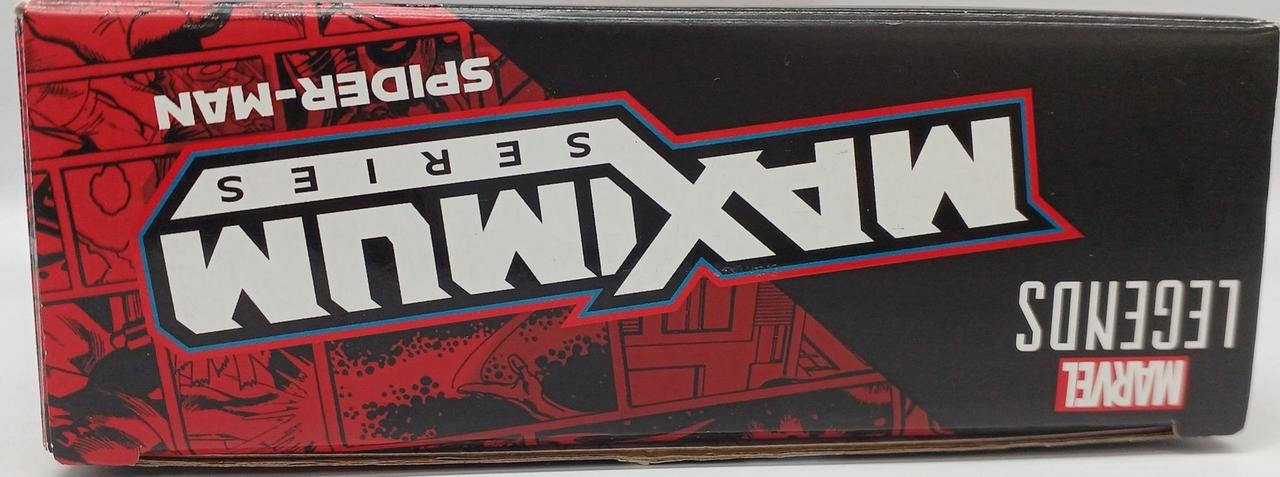 MARVEL
LEGENDS
MAXIMUM
SERIES
SPIDER-MAN